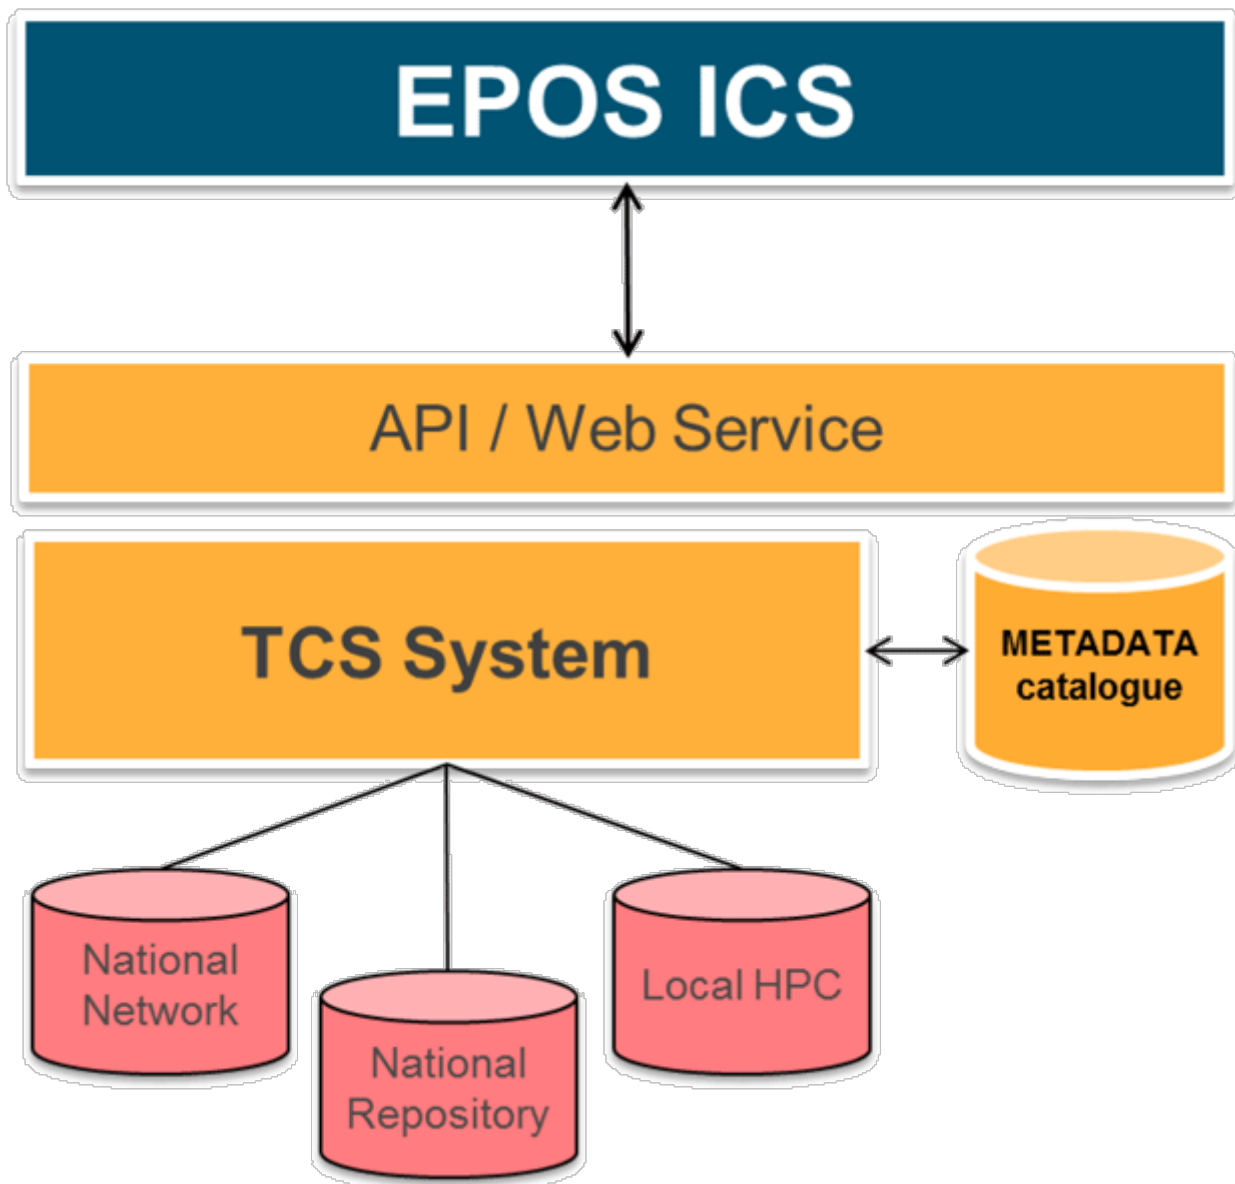 EPOS ICS
API / Web Service
TCS System
METADATA
catalogue
National
Network
Local HPC
National
Repository